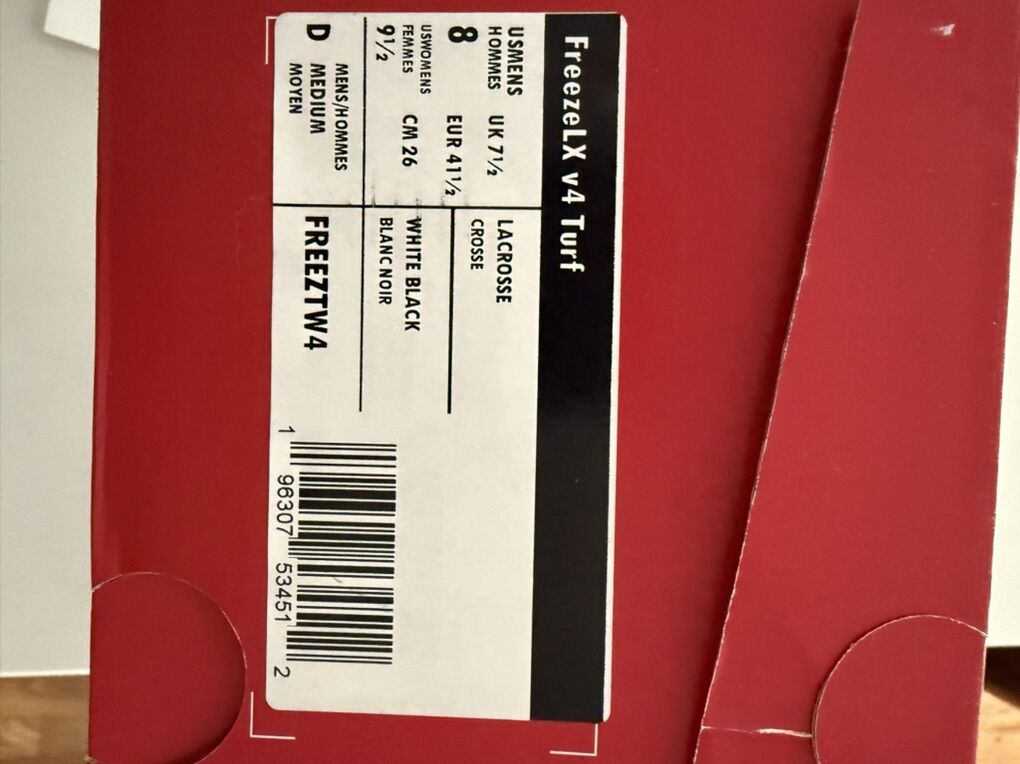 FreezeLX v4 Turf
USMENS
HOMMES
8
UK 7½
EUR 41½
USWOMENS
FEMMES
9½
CM 26
D
MENS/HOMMES
MEDIUM
MOYEN
LACROSSE
CROSSE
WHITE BLACK
BLANC NOIR
FREEZTW4
1 96307 53451 2